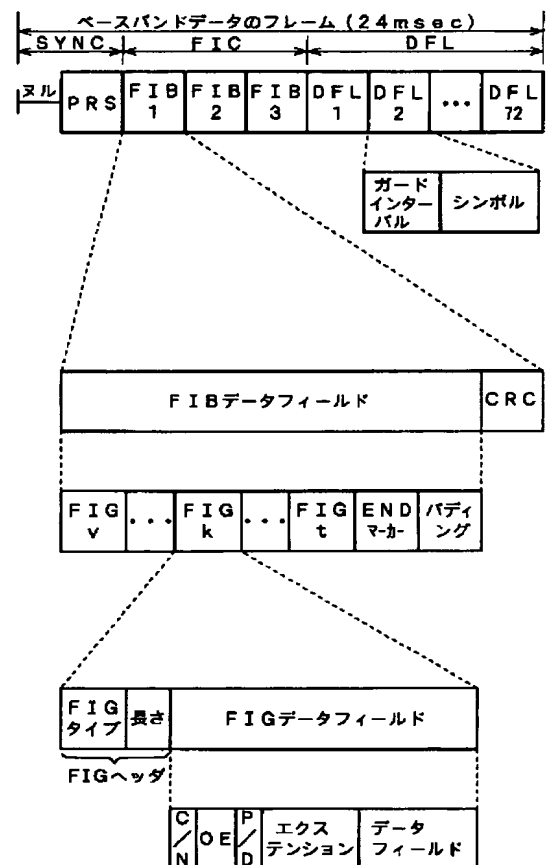 ベースバンドデータのフレーム(24msec)
SYNC FIC DFL
ヌル PRS FIB 1 FIB 2 FIB 3 DFL 1 DFL 2 ... DFL 72
ガード インターバル シンボル
FIBデータフィールド CRC
FIG v ... FIG k ... FIG t END マーカー パディング
FIG タイプ 長さ FIGデータフィールド
FIGヘッダ
C/N OE P/D エクステンション データフィールド